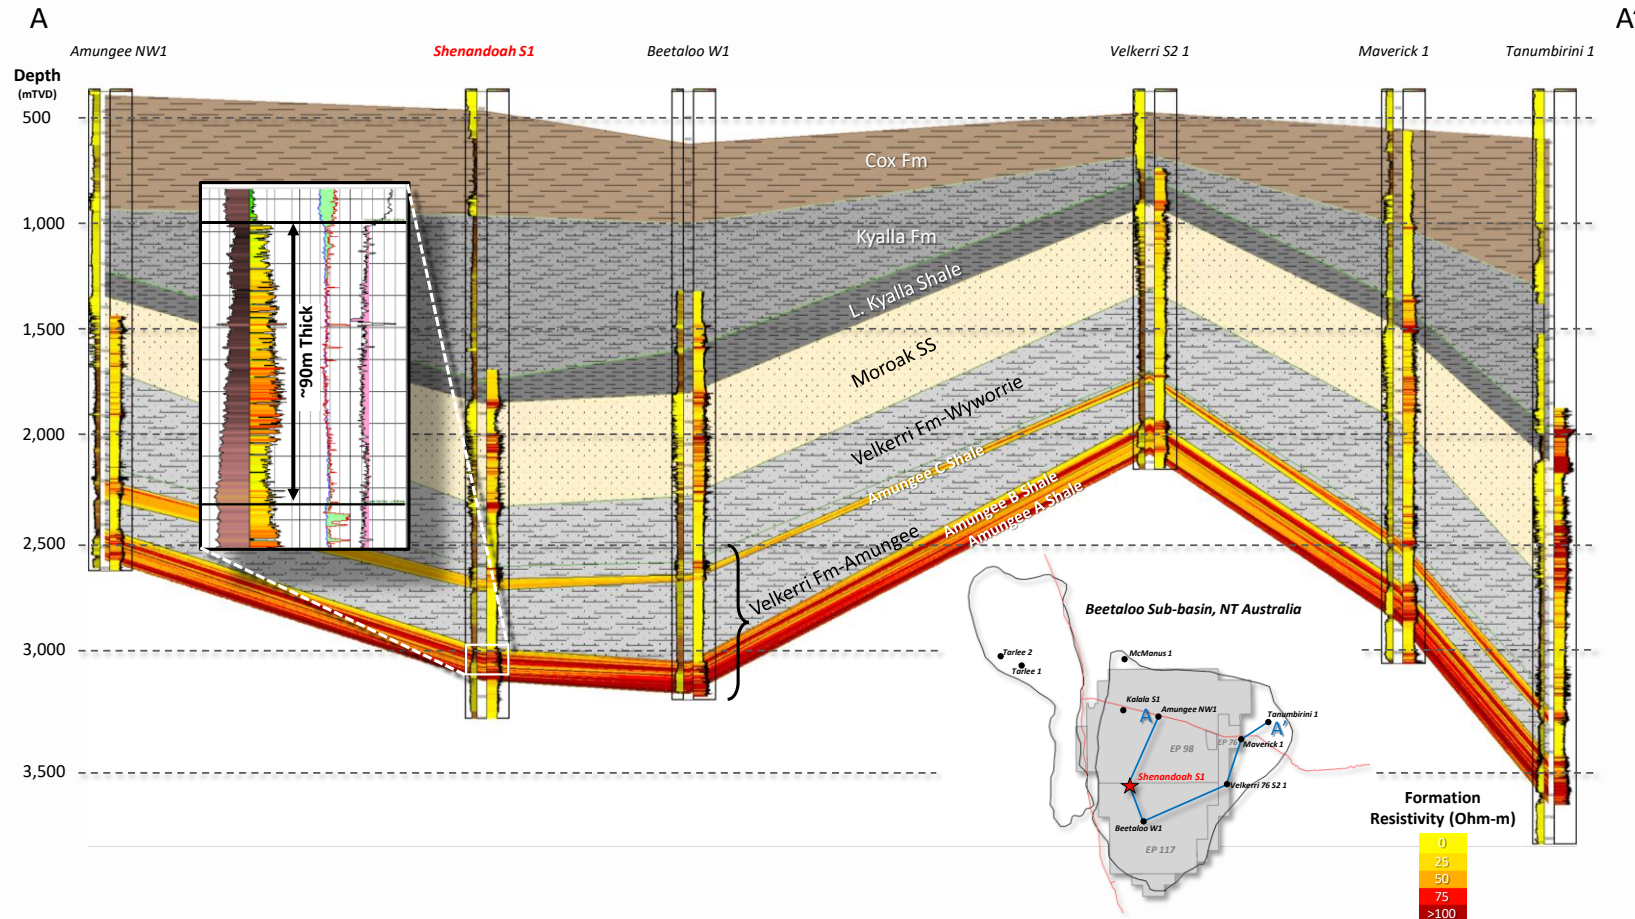 A
A'
Amungee NW1
Shenandoah S1
Beetaloo W1
Velkerri S2 1
Maverick 1
Tanumbirini 1
Depth
(mTVD)
500
1,000
1,500
2,000
2,500
3,000
3,500
Cox Fm
Kyalla Fm
L. Kyalla Shale
Moroak SS
Velkerri Fm-Wyworrie
Amungee C Shale
Amungee B Shale
Amungee A Shale
Velkerri Fm-Amungee
~90m Thick
Beetaloo Sub-basin, NT Australia
Tarlee 2
Tarlee 1
McManus 1
Kalala S1
A
Amungee NW1
Tanumbirini 1
A'
EP 98
EP 76
Maverick 1
Shenandoah S1
Velkerri 76 S2 1
Beetaloo W1
EP 117
Formation
Resistivity (Ohm-m)
0
25
50
75
>100